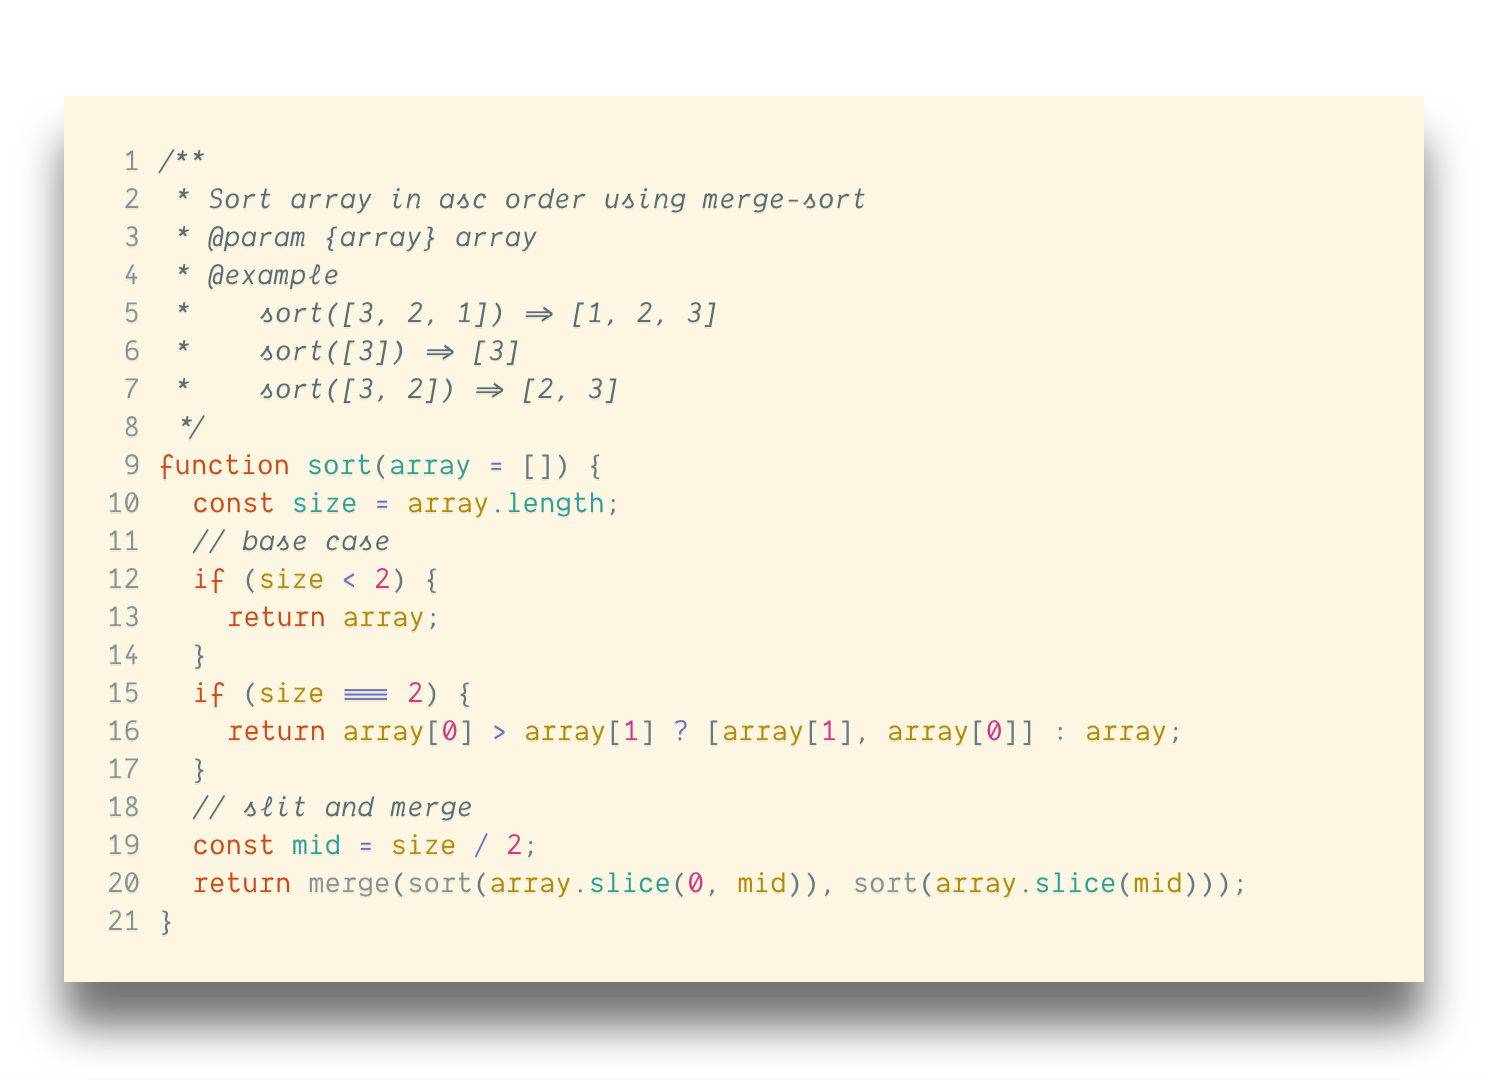 1 /**
2  * Sort array in asc order using merge-sort
3  * @param {array} array
4  * @example
5  *    sort([3, 2, 1]) => [1, 2, 3]
6  *    sort([3]) => [3]
7  *    sort([3, 2]) => [2, 3]
8  */
9 function sort(array = []) {
10   const size = array.length;
11   // base case
12   if (size < 2) {
13     return array;
14   }
15   if (size === 2) {
16     return array[0] > array[1] ? [array[1], array[0]] : array;
17   }
18   // slit and merge
19   const mid = size / 2;
20   return merge(sort(array.slice(0, mid)), sort(array.slice(mid)));
21 }